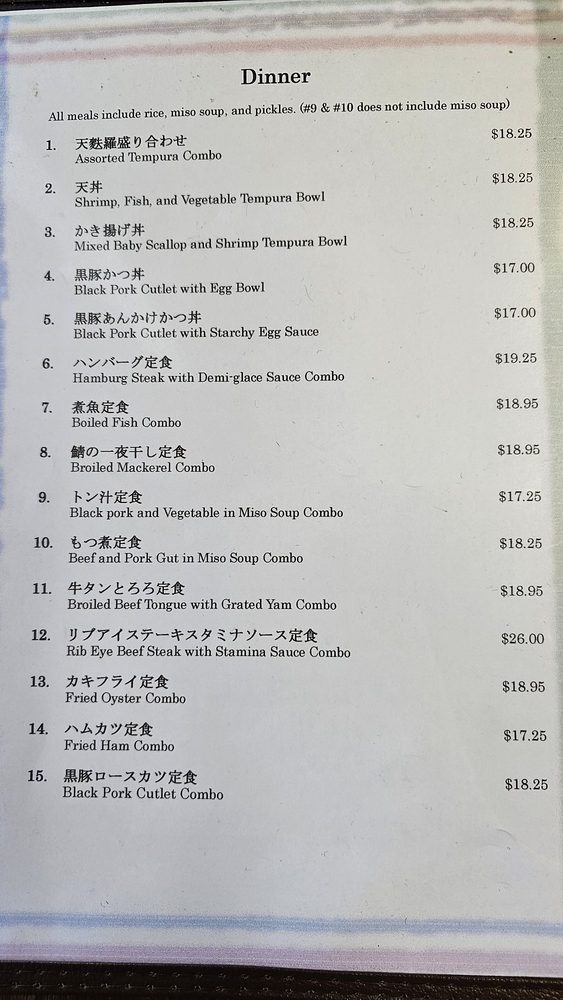 Dinner
All meals include rice, miso soup, and pickles. (#9 & #10 does not include miso soup)
1. 天麩羅盛り合わせ $18.25
Assorted Tempura Combo
2. 天丼 $18.25
Shrimp, Fish, and Vegetable Tempura Bowl
3. かき揚げ丼 $18.25
Mixed Baby Scallop and Shrimp Tempura Bowl
4. 黒豚かつ丼 $17.00
Black Pork Cutlet with Egg Bowl
5. 黒豚あんかけかつ丼 $17.00
Black Pork Cutlet with Starchy Egg Sauce
6. ハンバーグ定食 $19.25
Hamburg Steak with Demi-glace Sauce Combo
7. 煮魚定食 $18.95
Boiled Fish Combo
8. 鯖の一夜干し定食 $18.95
Broiled Mackerel Combo
9. トン汁定食 $17.25
Black pork and Vegetable in Miso Soup Combo
10. もつ煮定食 $18.25
Beef and Pork Gut in Miso Soup Combo
11. 牛タンとろろ定食 $18.95
Broiled Beef Tongue with Grated Yam Combo
12. リブアイステーキスタミナソース定食 $26.00
Rib Eye Beef Steak with Stamina Sauce Combo
13. カキフライ定食 $18.95
Fried Oyster Combo
14. ハムカツ定食 $17.25
Fried Ham Combo
15. 黒豚ロースカツ定食 $18.25
Black Pork Cutlet Combo